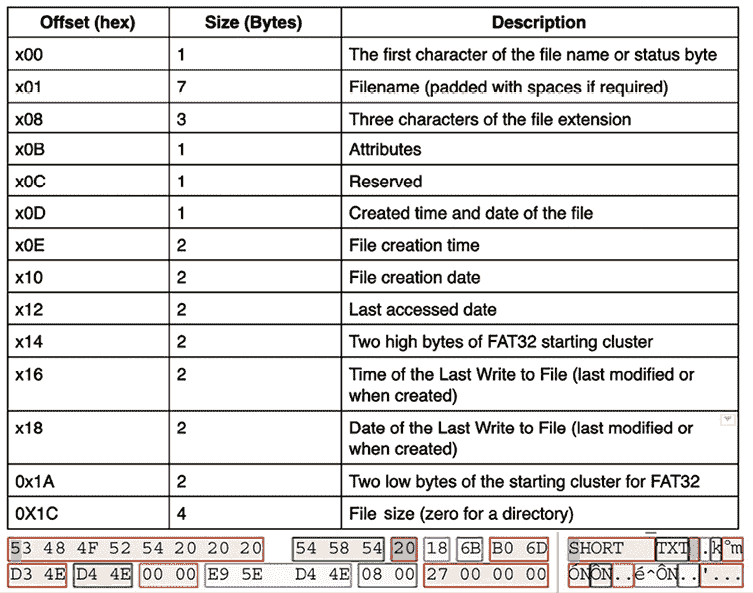 Offset (hex) Size (Bytes) Description
x00 1 The first character of the file name or status byte
x01 7 Filename (padded with spaces if required)
x08 3 Three characters of the file extension
x0B 1 Attributes
x0C 1 Reserved
x0D 1 Created time and date of the file
x0E 2 File creation time
x10 2 File creation date
x12 2 Last accessed date
x14 2 Two high bytes of FAT32 starting cluster
x16 2 Time of the Last Write to File (last modified or
when created)
x18 2 Date of the Last Write to File (last modified or
when created)
0x1A 2 Two low bytes of the starting cluster for FAT32
0X1C 4 File size (zero for a directory)
53 48 4F 52 54 20 20 20 54 58 54 20 18 6B B0 6D SHORT TXT .k°m
D3 4E D4 4E 00 00 E9 5E D4 4E 08 00 27 00 00 00 ÓNÔN..é^ÔN..'...